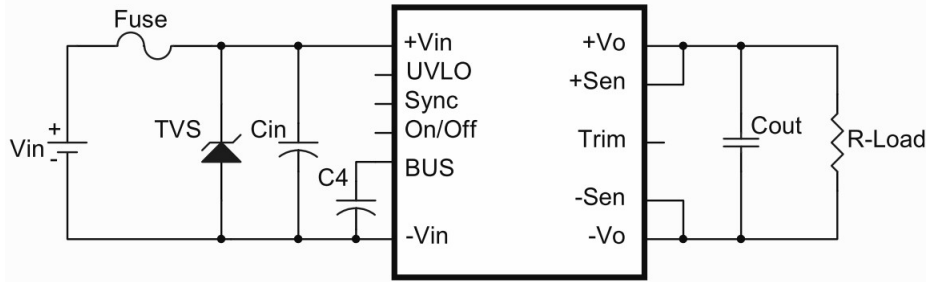 Fuse
+Vin
UVLO
Sync
On/Off
BUS
-Vin
+Vo
+Sen
Trim
-Sen
-Vo
+
Vin
-
TVS
Cin
C4
Cout
R-Load